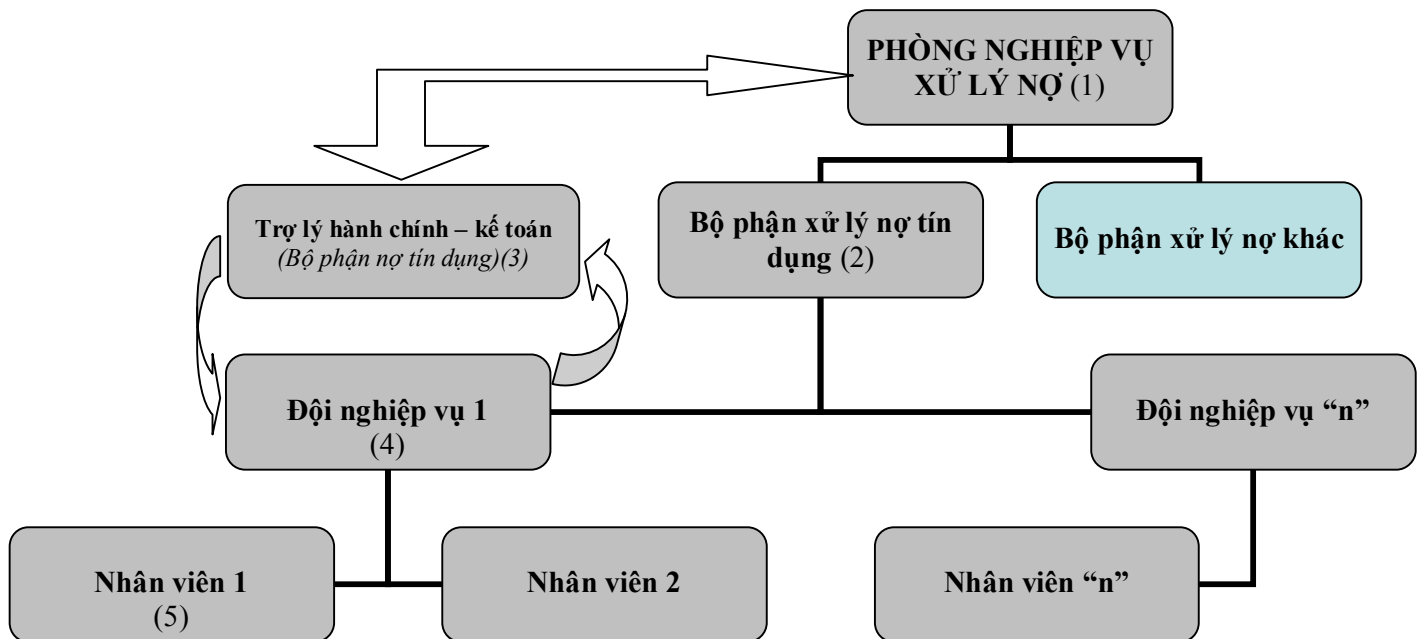 PHÒNG NGHIỆP VỤ
XỬ LÝ NỢ (1)
Trợ lý hành chính – kế toán
(Bộ phận nợ tín dụng)(3)
Bộ phận xử lý nợ tín
dụng (2)
Bộ phận xử lý nợ khác
Đội nghiệp vụ 1
(4)
Đội nghiệp vụ “n”
Nhân viên 1
(5)
Nhân viên 2
Nhân viên “n”